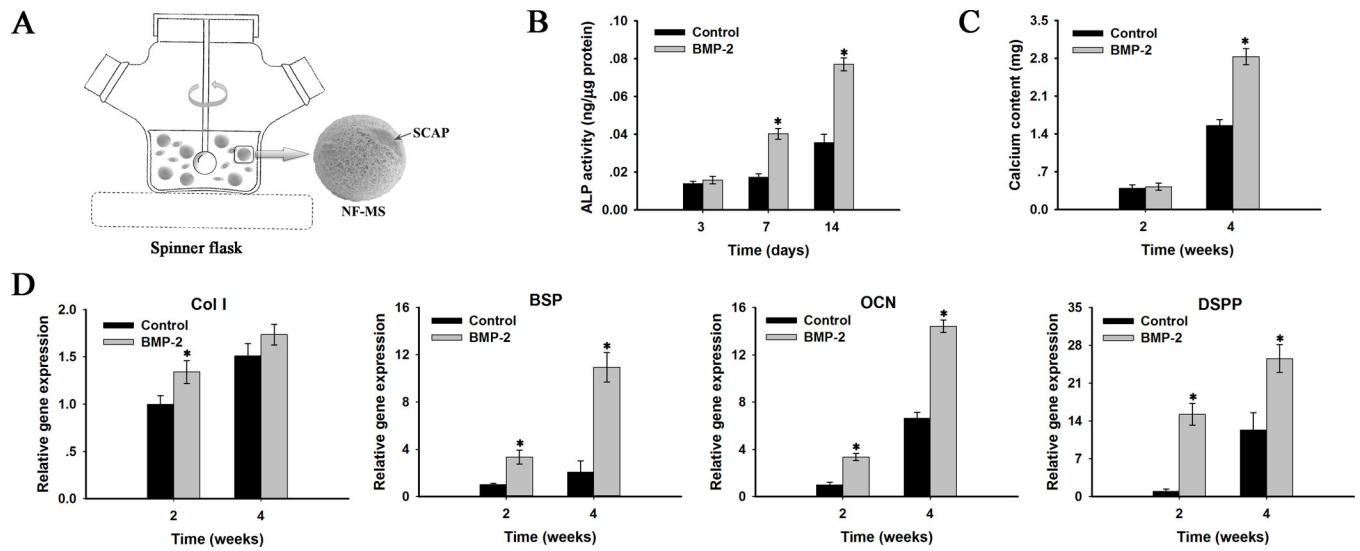 A
SCAP
NF-MS
Spinner flask
B
ALP activity (ng/µg protein)
.10
0.08
.06
0.04
.02
0.00
Control
BMP-2
*
*
3 7 14
Time (days)
C
Calcium content (mg)
3.5
2.8
2.1
1.4
.7
0.0
Control
BMP-2
*
2 4
Time (weeks)
D
Col I
Relative gene expression
2.0
1.5
1.0
.5
0.0
Control
BMP-2
*
2 4
Time (weeks)
BSP
Relative gene expression
16
12
8
4
0
Control
BMP-2
*
*
2 4
Time (weeks)
OCN
Relative gene expression
16
12
8
4
0
Control
BMP-2
*
*
2 4
Time (weeks)
DSPP
Relative gene expression
35
28
21
14
7
0
Control
BMP-2
*
*
2 4
Time (weeks)